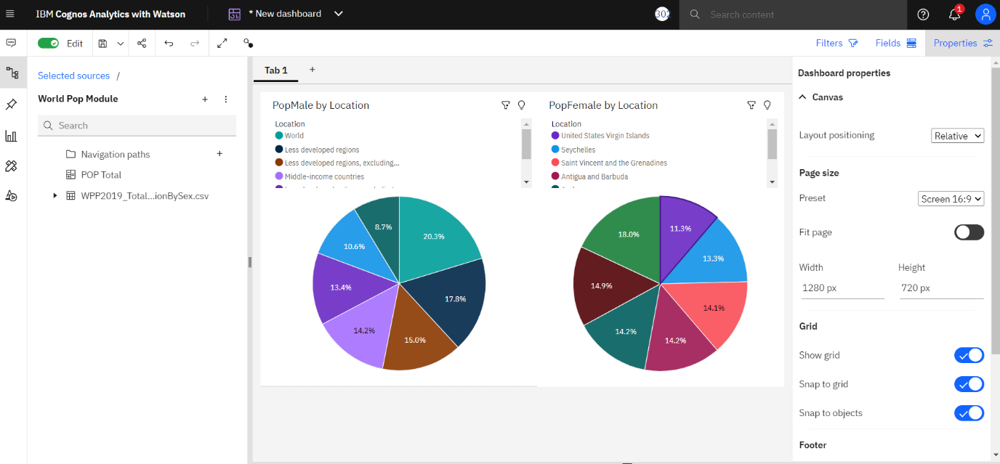 IBM Cognos Analytics with Watson
* New dashboard
302
Search content
1
Edit
Filters
Fields
Properties
Selected sources /
World Pop Module
Search
Navigation paths
POP Total
WPP2019_Total...ionBySex.csv
Tab 1
PopMale by Location
Location
World
Less developed regions
Less developed regions, excluding...
Middle-income countries
20.3%
17.8%
15.0%
14.2%
13.4%
10.6%
8.7%
PopFemale by Location
Location
United States Virgin Islands
Seychelles
Saint Vincent and the Grenadines
Antigua and Barbuda
11.3%
13.3%
14.1%
14.2%
14.2%
14.9%
18.0%
Dashboard properties
Canvas
Layout positioning
Relative
Page size
Preset
Screen 16:9
Fit page
Width
Height
1280 px
720 px
Grid
Show grid
Snap to grid
Snap to objects
Footer